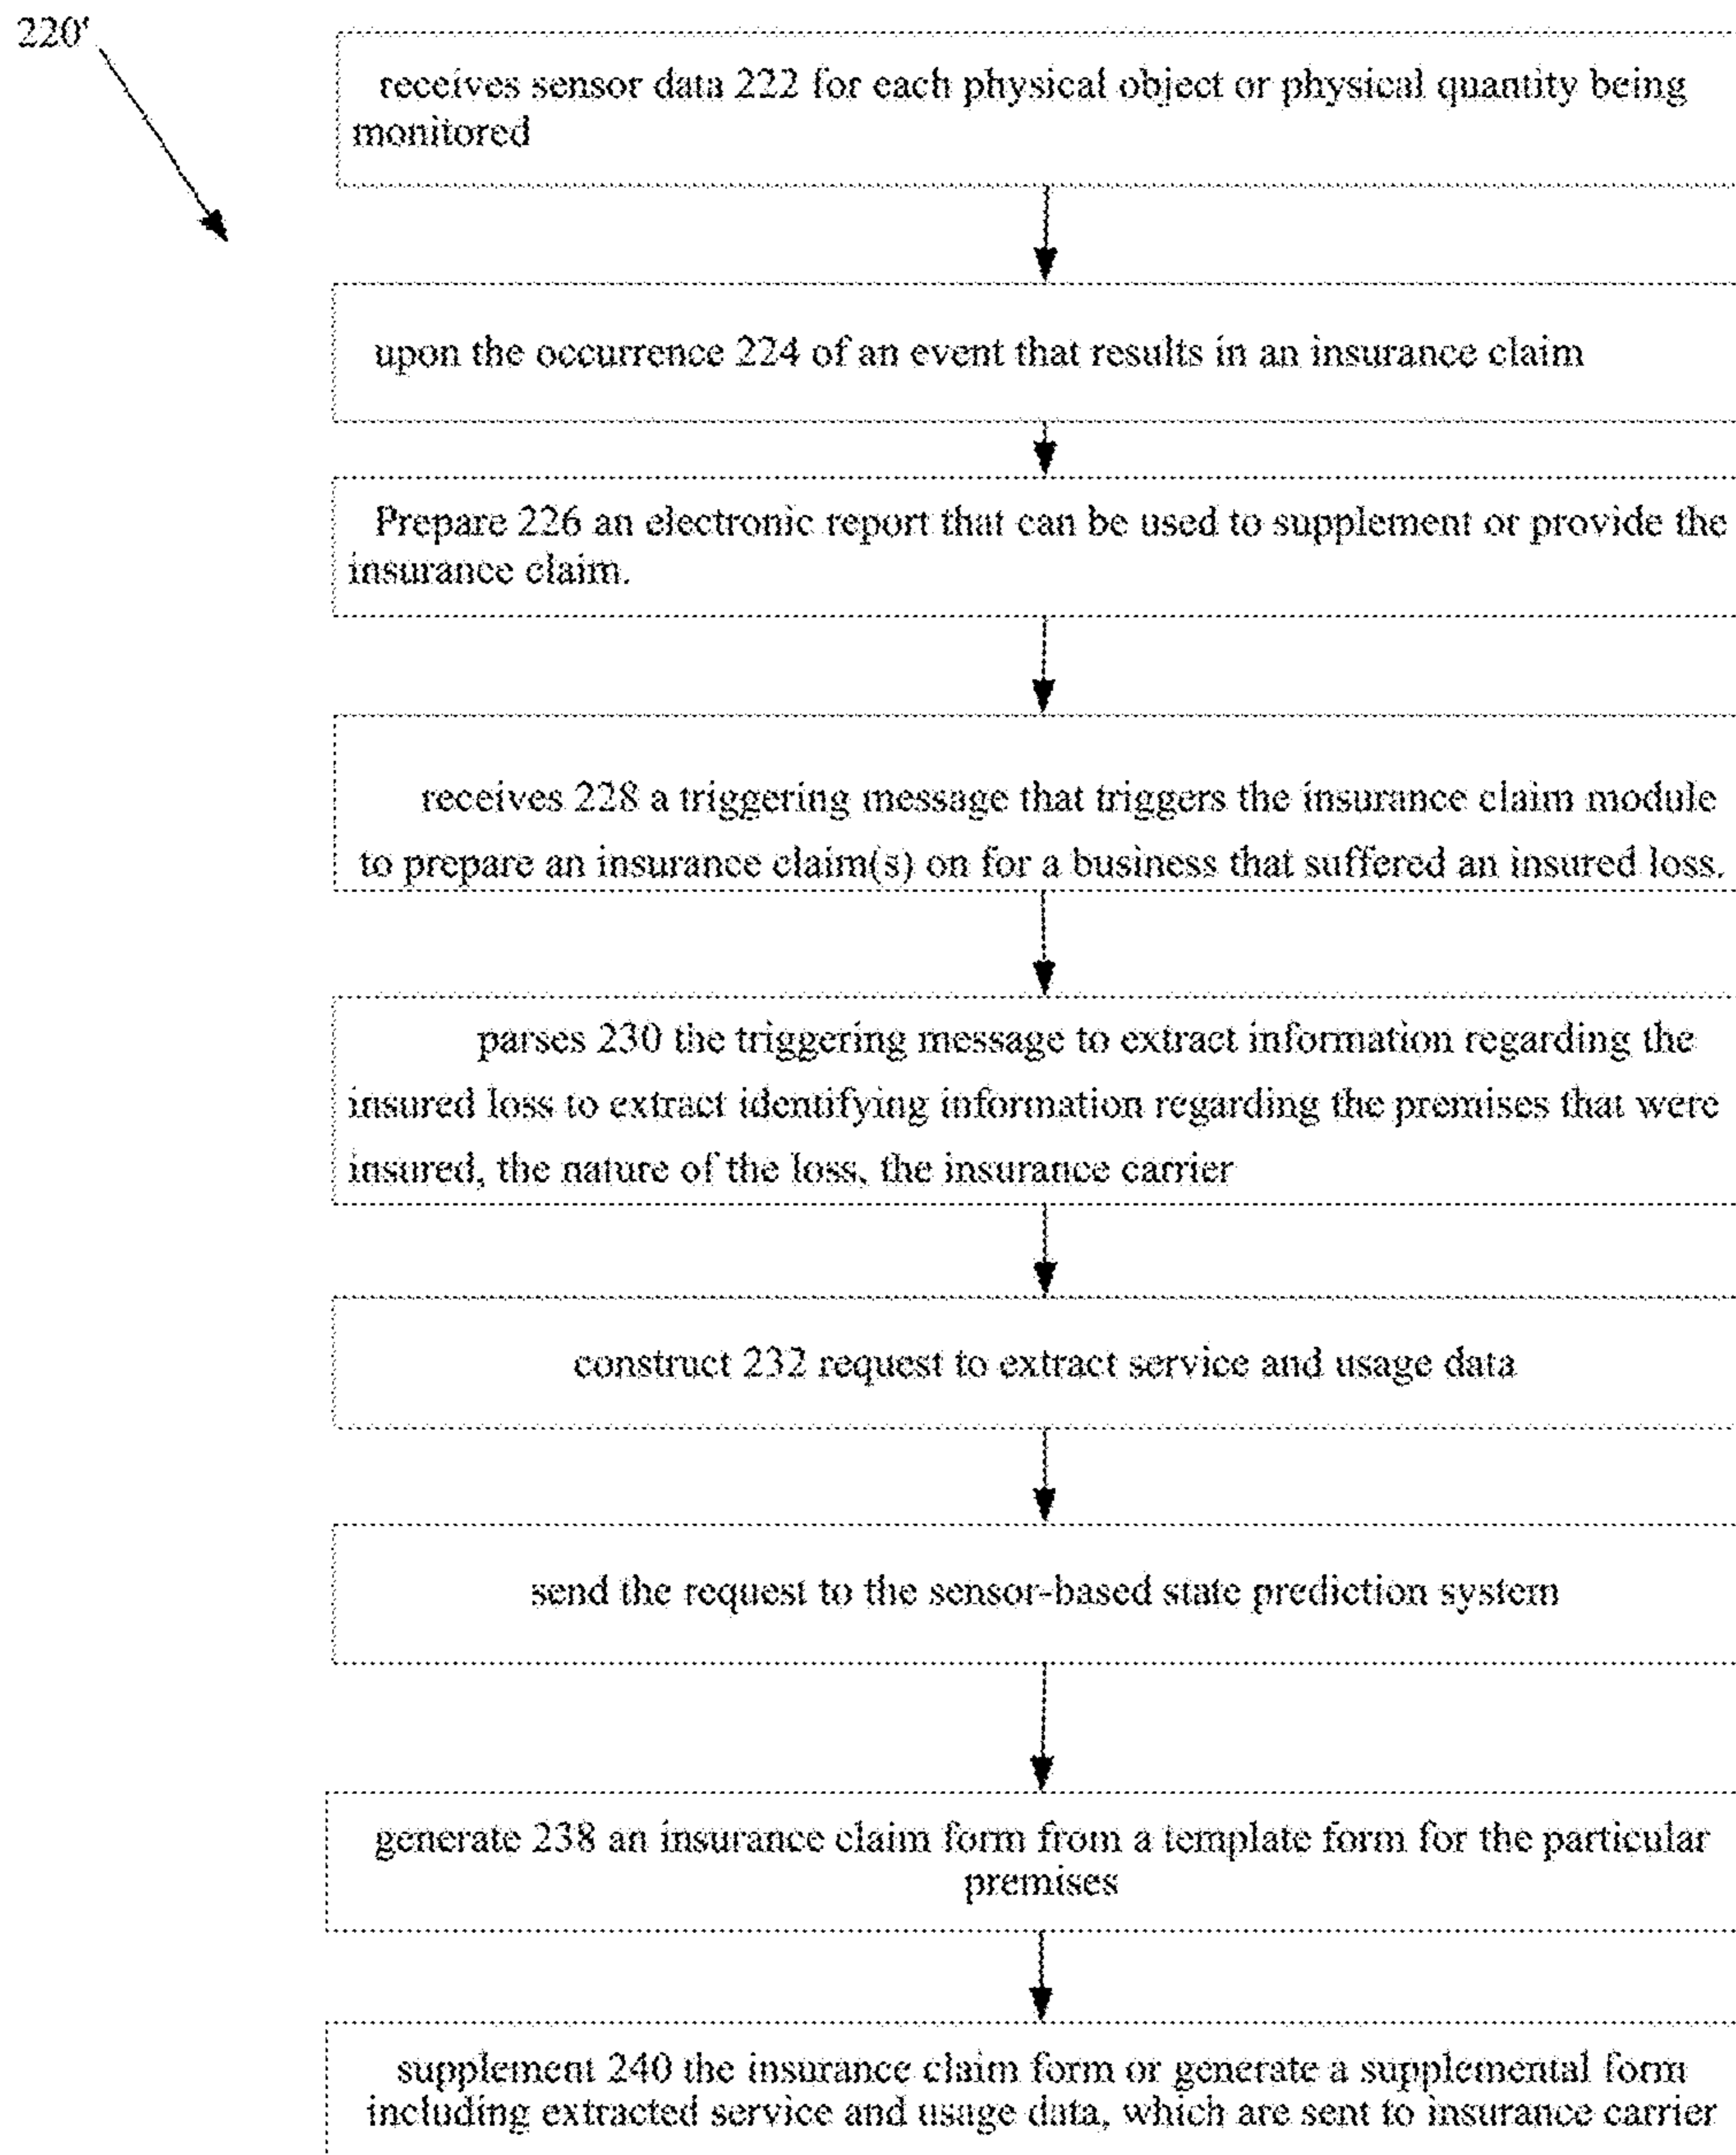 220'
receives sensor data 222 for each physical object or physical quantity being
monitored
upon the occurrence 224 of an event that results in an insurance claim
Prepare 226 an electronic report that can be used to supplement or provide the
insurance claim.
receives 228 a triggering message that triggers the insurance claim module
to prepare an insurance claim(s) on for a business that suffered an insured loss.
parses 230 the triggering message to extract information regarding the
insured loss to extract identifying information regarding the premises that were
insured, the nature of the loss, the insurance carrier
construct 232 request to extract service and usage data
send the request to the sensor-based state prediction system
generate 238 an insurance claim form from a template form for the particular
premises
supplement 240 the insurance claim form or generate a supplemental form
including extracted service and usage data, which are sent to insurance carrier